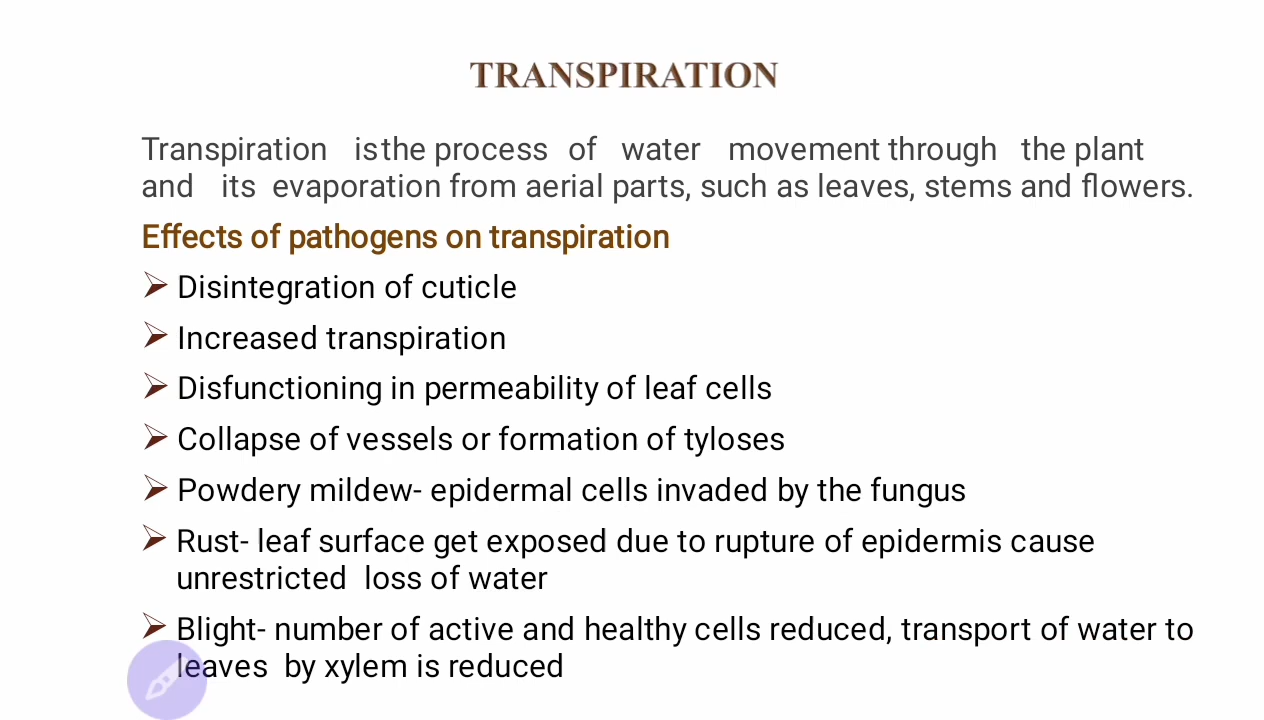 TRANSPIRATION
Transpiration isthe process of water movement through the plant
and its evaporation from aerial parts, such as leaves, stems and flowers.
Effects of pathogens on transpiration
➢ Disintegration of cuticle
➢ Increased transpiration
➢ Disfunctioning in permeability of leaf cells
➢ Collapse of vessels or formation of tyloses
➢ Powdery mildew- epidermal cells invaded by the fungus
➢ Rust- leaf surface get exposed due to rupture of epidermis cause
unrestricted loss of water
➢ Blight- number of active and healthy cells reduced, transport of water to
leaves by xylem is reduced